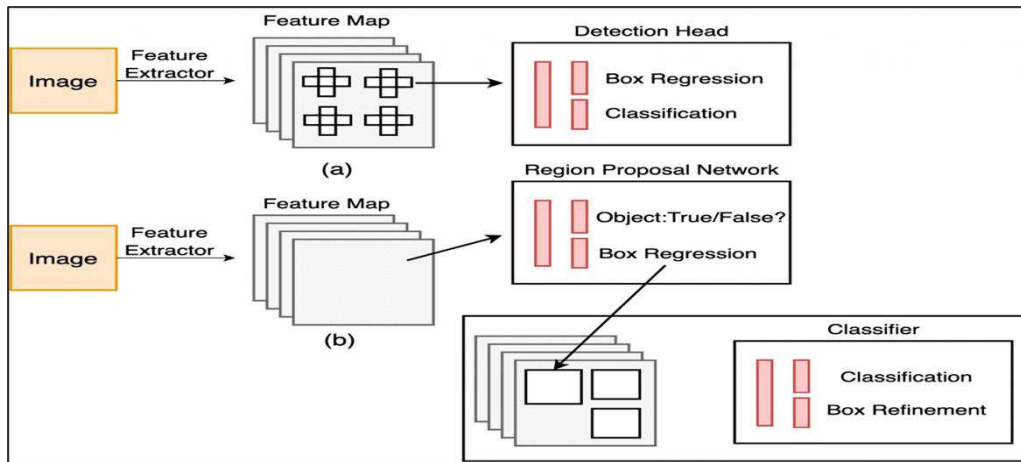 Feature Map
Detection Head
Image
Feature
Extractor
Box Regression
Classification
(a)
Region Proposal Network
Feature Map
Image
Feature
Extractor
Object:True/False?
Box Regression
(b)
Classifier
Classification
Box Refinement